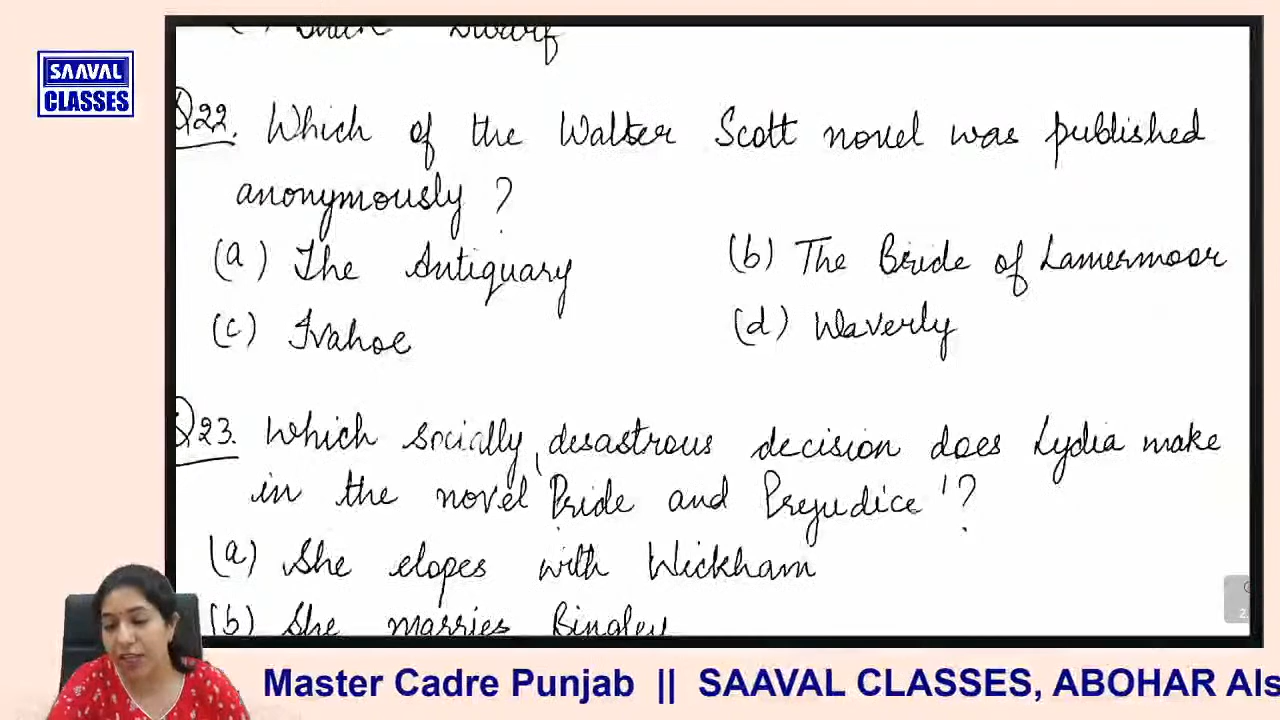 SAAVAL
CLASSES
Dwarf
Q22. Which of the Walter Scott novel was published
anonymously ?
(a) The Antiquary
(b) The Bride of Lamermoor
(c) Ivahoe
(d) Waverly
Q23. Which socially desastrous decision does Lydia make
in the novel 'Pride and Prejudice' ?
(a) She elopes with Wickham
(b) She marries Bingley
Master Cadre Punjab || SAAVAL CLASSES, ABOHAR Als